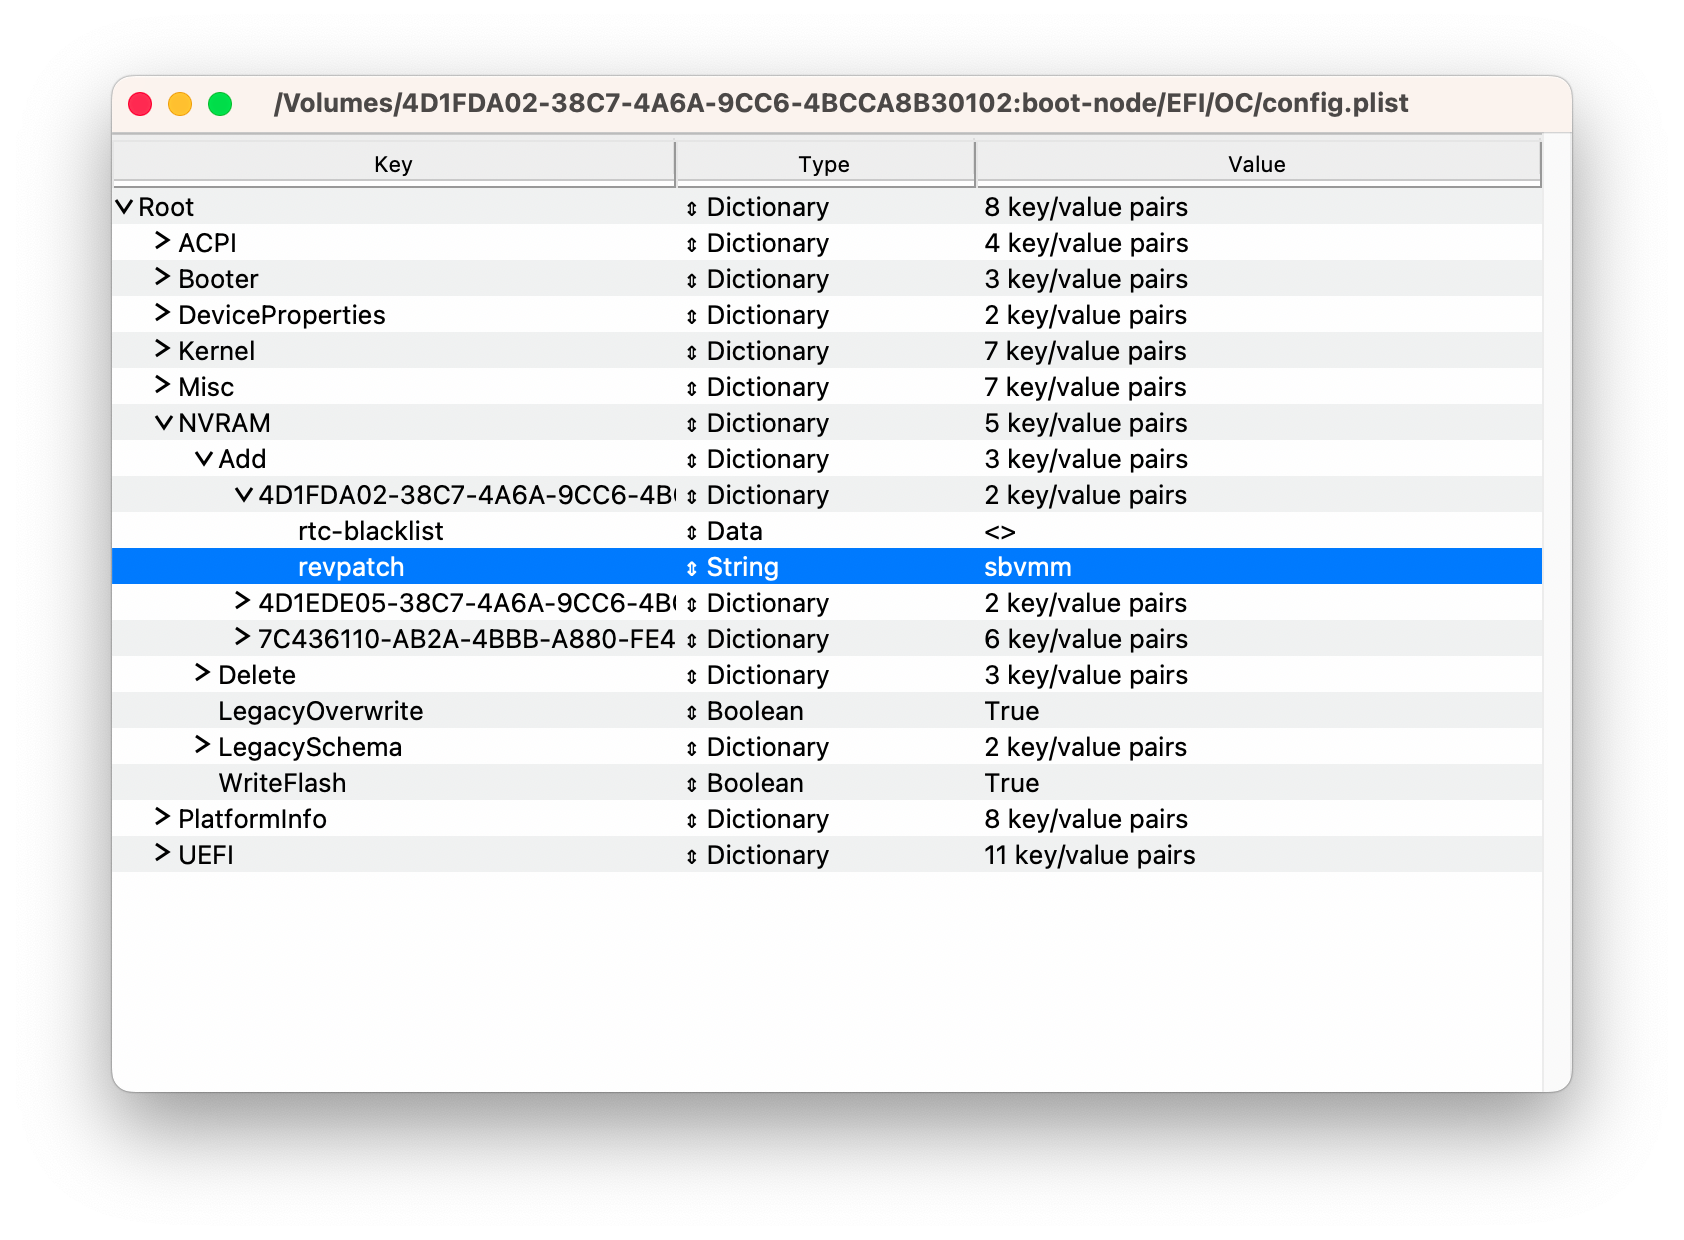 /Volumes/4D1FDA02-38C7-4A6A-9CC6-4BCCA8B30102:boot-node/EFI/OC/config.plist
Key Type Value
Root Dictionary 8 key/value pairs
ACPI Dictionary 4 key/value pairs
Booter Dictionary 3 key/value pairs
DeviceProperties Dictionary 2 key/value pairs
Kernel Dictionary 7 key/value pairs
Misc Dictionary 7 key/value pairs
NVRAM Dictionary 5 key/value pairs
Add Dictionary 3 key/value pairs
4D1FDA02-38C7-4A6A-9CC6-4B Dictionary 2 key/value pairs
rtc-blacklist Data <>
revpatch String sbvmm
4D1EDE05-38C7-4A6A-9CC6-4B Dictionary 2 key/value pairs
7C436110-AB2A-4BBB-A880-FE4 Dictionary 6 key/value pairs
Delete Dictionary 3 key/value pairs
LegacyOverwrite Boolean True
LegacySchema Dictionary 2 key/value pairs
WriteFlash Boolean True
PlatformInfo Dictionary 8 key/value pairs
UEFI Dictionary 11 key/value pairs